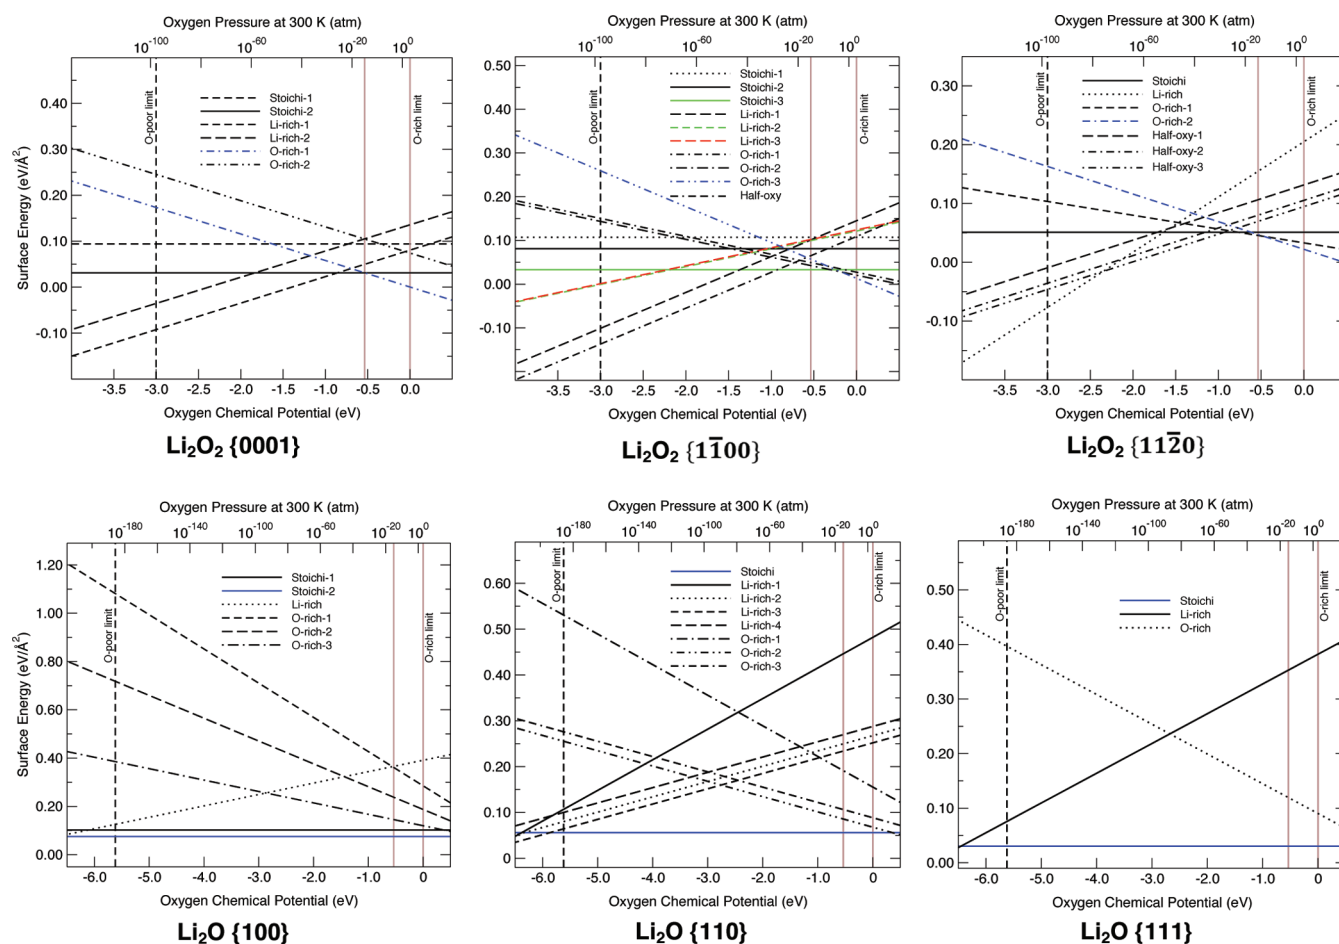 Oxygen Pressure at 300 K (atm)
10-100 10-60 10-20 100
Surface Energy (eV/Å2)
0.40
0.30
0.20
0.10
0.00
-0.10
O-poor limit
Stoichi-1
Stoichi-2
Li-rich-1
Li-rich-2
O-rich-1
O-rich-2
O-rich limit
-3.5 -3.0 -2.5 -2.0 -1.5 -1.0 -0.5 0.0
Oxygen Chemical Potential (eV)
Li2O2 {0001}
Oxygen Pressure at 300 K (atm)
10-100 10-60 10-20 100
0.50
0.40
0.30
0.20
0.10
0.00
-0.10
O-poor limit
Stoichi-1
Stoichi-2
Stoichi-3
Li-rich-1
Li-rich-2
Li-rich-3
O-rich-1
O-rich-2
O-rich-3
Half-oxy
O-rich limit
-3.5 -3.0 -2.5 -2.0 -1.5 -1.0 -0.5 0.0
Oxygen Chemical Potential (eV)
Li2O2 {11̅00}
Oxygen Pressure at 300 K (atm)
10-100 10-60 10-20 100
0.30
0.20
0.10
0.00
-0.10
O-poor limit
Stoichi
Li-rich
O-rich-1
O-rich-2
Half-oxy-1
Half-oxy-2
Half-oxy-3
O-rich limit
-3.5 -3.0 -2.5 -2.0 -1.5 -1.0 -0.5 0.0
Oxygen Chemical Potential (eV)
Li2O2 {112̅0}
Oxygen Pressure at 300 K (atm)
10-180 10-140 10-100 10-60 10-20 100
Surface Energy (eV/Å2)
1.20
1.00
0.80
0.60
0.40
0.20
0.00
O-poor limit
Stoichi-1
Stoichi-2
Li-rich
O-rich-1
O-rich-2
O-rich-3
O-rich limit
-6.0 -5.0 -4.0 -3.0 -2.0 -1.0 0.0
Oxygen Chemical Potential (eV)
Li2O {100}
Oxygen Pressure at 300 K (atm)
10-180 10-140 10-100 10-60 10-20 100
0.60
0.50
0.40
0.30
0.20
0.10
0
O-poor limit
Stoichi
Li-rich-1
Li-rich-2
Li-rich-3
Li-rich-4
O-rich-1
O-rich-2
O-rich-3
O-rich limit
-6.0 -5.0 -4.0 -3.0 -2.0 -1.0 0
Oxygen Chemical Potential (eV)
Li2O {110}
Oxygen Pressure at 300 K (atm)
10-180 10-140 10-100 10-60 10-20 100
0.50
0.40
0.30
0.20
0.10
0.00
O-poor limit
Stoichi
Li-rich
O-rich
O-rich limit
-6.0 -5.0 -4.0 -3.0 -2.0 -1.0 0
Oxygen Chemical Potential (eV)
Li2O {111}